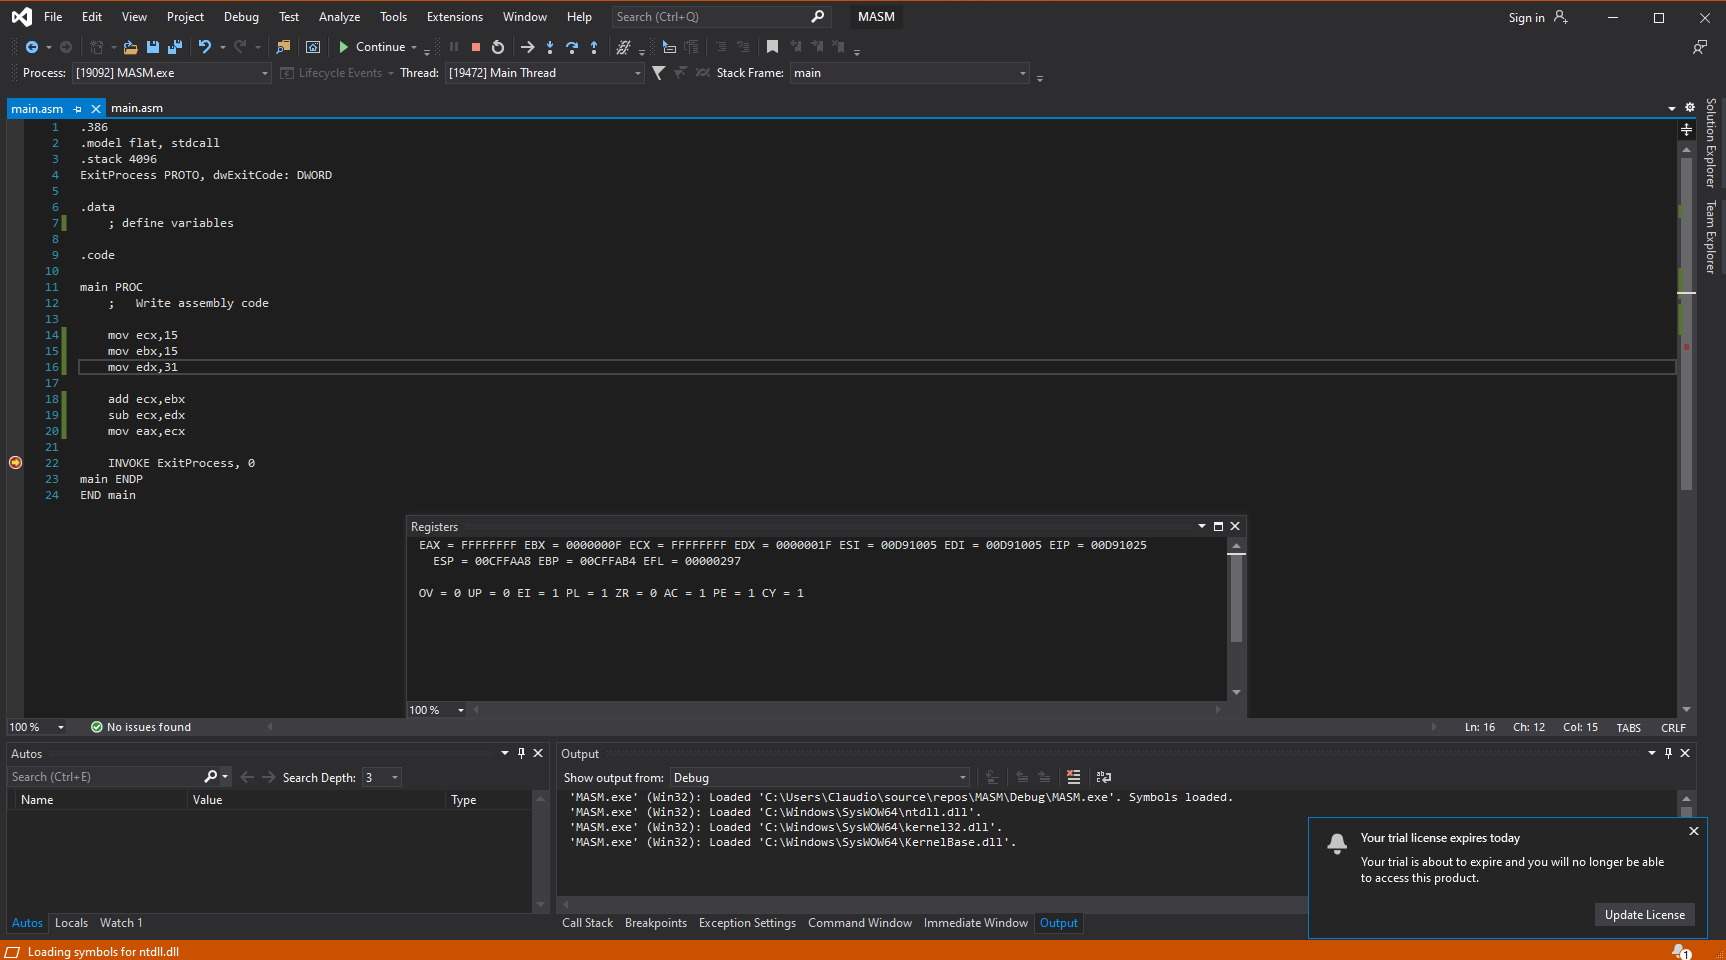 File Edit View Project Debug Test Analyze Tools Extensions Window Help Search (Ctrl+Q) MASM Sign in
Continue
Process: [19092] MASM.exe Lifecycle Events Thread: [19472] Main Thread Stack Frame: main
main.asm main.asm
Solution Explorer
Team Explorer
1 .386
2 .model flat, stdcall
3 .stack 4096
4 ExitProcess PROTO, dwExitCode: DWORD
5
6 .data
7 ; define variables
8
9 .code
10
11 main PROC
12 ; Write assembly code
13
14 mov ecx,15
15 mov ebx,15
16 mov edx,31
17
18 add ecx,ebx
19 sub ecx,edx
20 mov eax,ecx
21
22 INVOKE ExitProcess, 0
23 main ENDP
24 END main
Registers
EAX = FFFFFFFF EBX = 0000000F ECX = FFFFFFFF EDX = 0000001F ESI = 00D91005 EDI = 00D91005 EIP = 00D91025
ESP = 00CFFAA8 EBP = 00CFFAB4 EFL = 00000297
OV = 0 UP = 0 EI = 1 PL = 1 ZR = 0 AC = 1 PE = 1 CY = 1
100 %
100 % No issues found Ln: 16 Ch: 12 Col: 15 TABS CRLF
Autos
Search (Ctrl+E) Search Depth: 3
Name Value Type
Autos Locals Watch 1
Output
Show output from: Debug
'MASM.exe' (Win32): Loaded 'C:\Users\Claudio\source\repos\MASM\Debug\MASM.exe'. Symbols loaded.
'MASM.exe' (Win32): Loaded 'C:\Windows\SysWOW64\ntdll.dll'.
'MASM.exe' (Win32): Loaded 'C:\Windows\SysWOW64\kernel32.dll'.
'MASM.exe' (Win32): Loaded 'C:\Windows\SysWOW64\KernelBase.dll'.
Call Stack Breakpoints Exception Settings Command Window Immediate Window Output
Your trial license expires today
Your trial is about to expire and you will no longer be able
to access this product.
Update License
Loading symbols for ntdll.dll 1